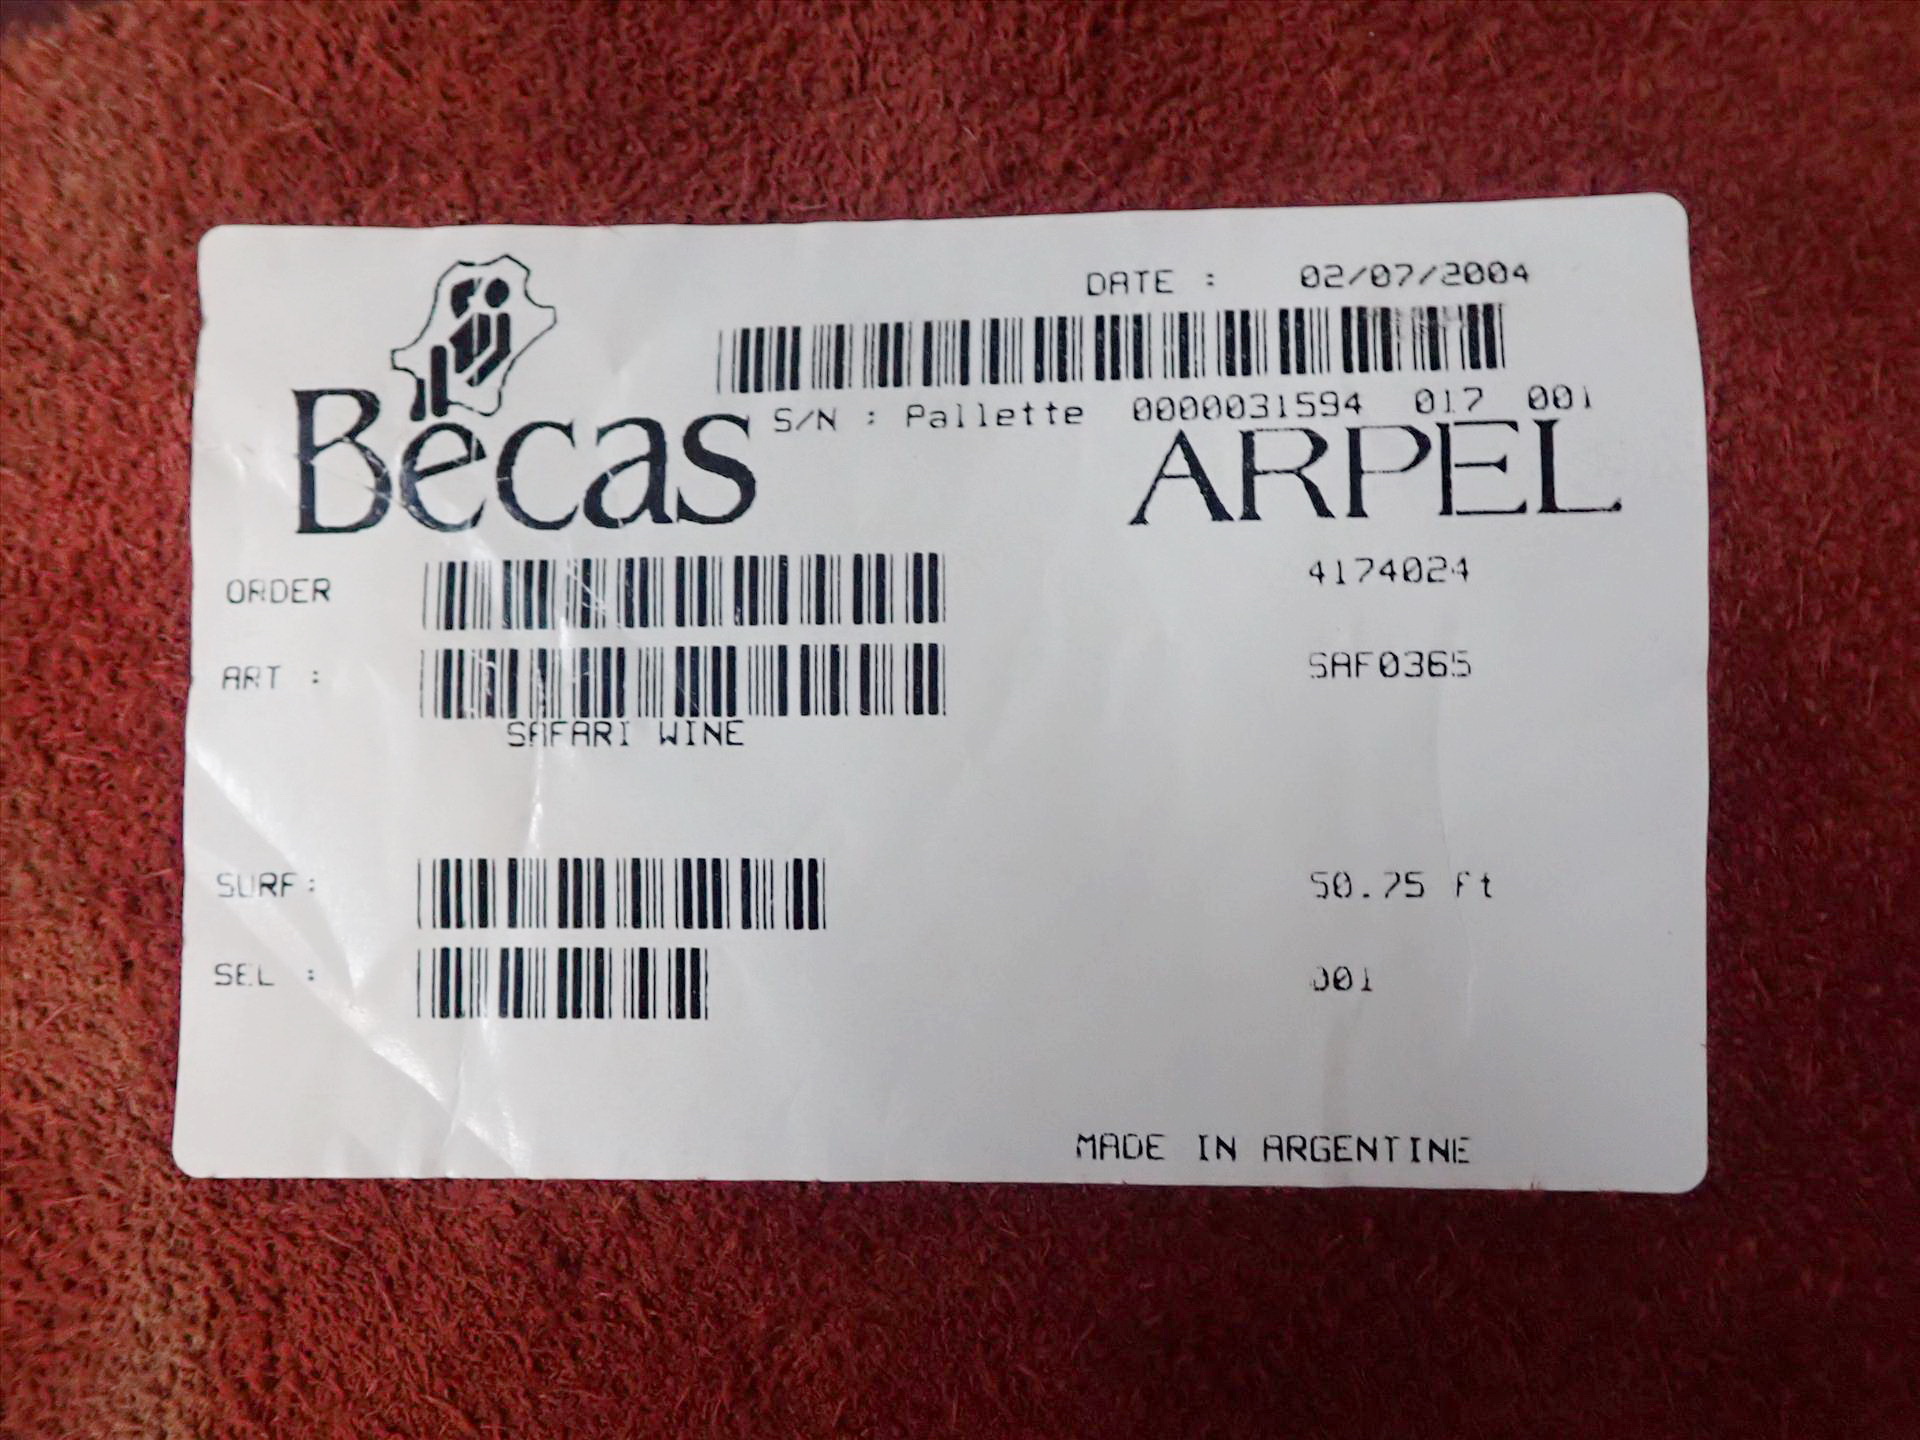 DATE : 02/07/2004
S/N : Pallette 0000031594 017 001
Becas ARPEL
ORDER 4174024
ART : SAF0365
SAFARI WINE
SURF: 50.75 ft
SEL : 001
MADE IN ARGENTINE